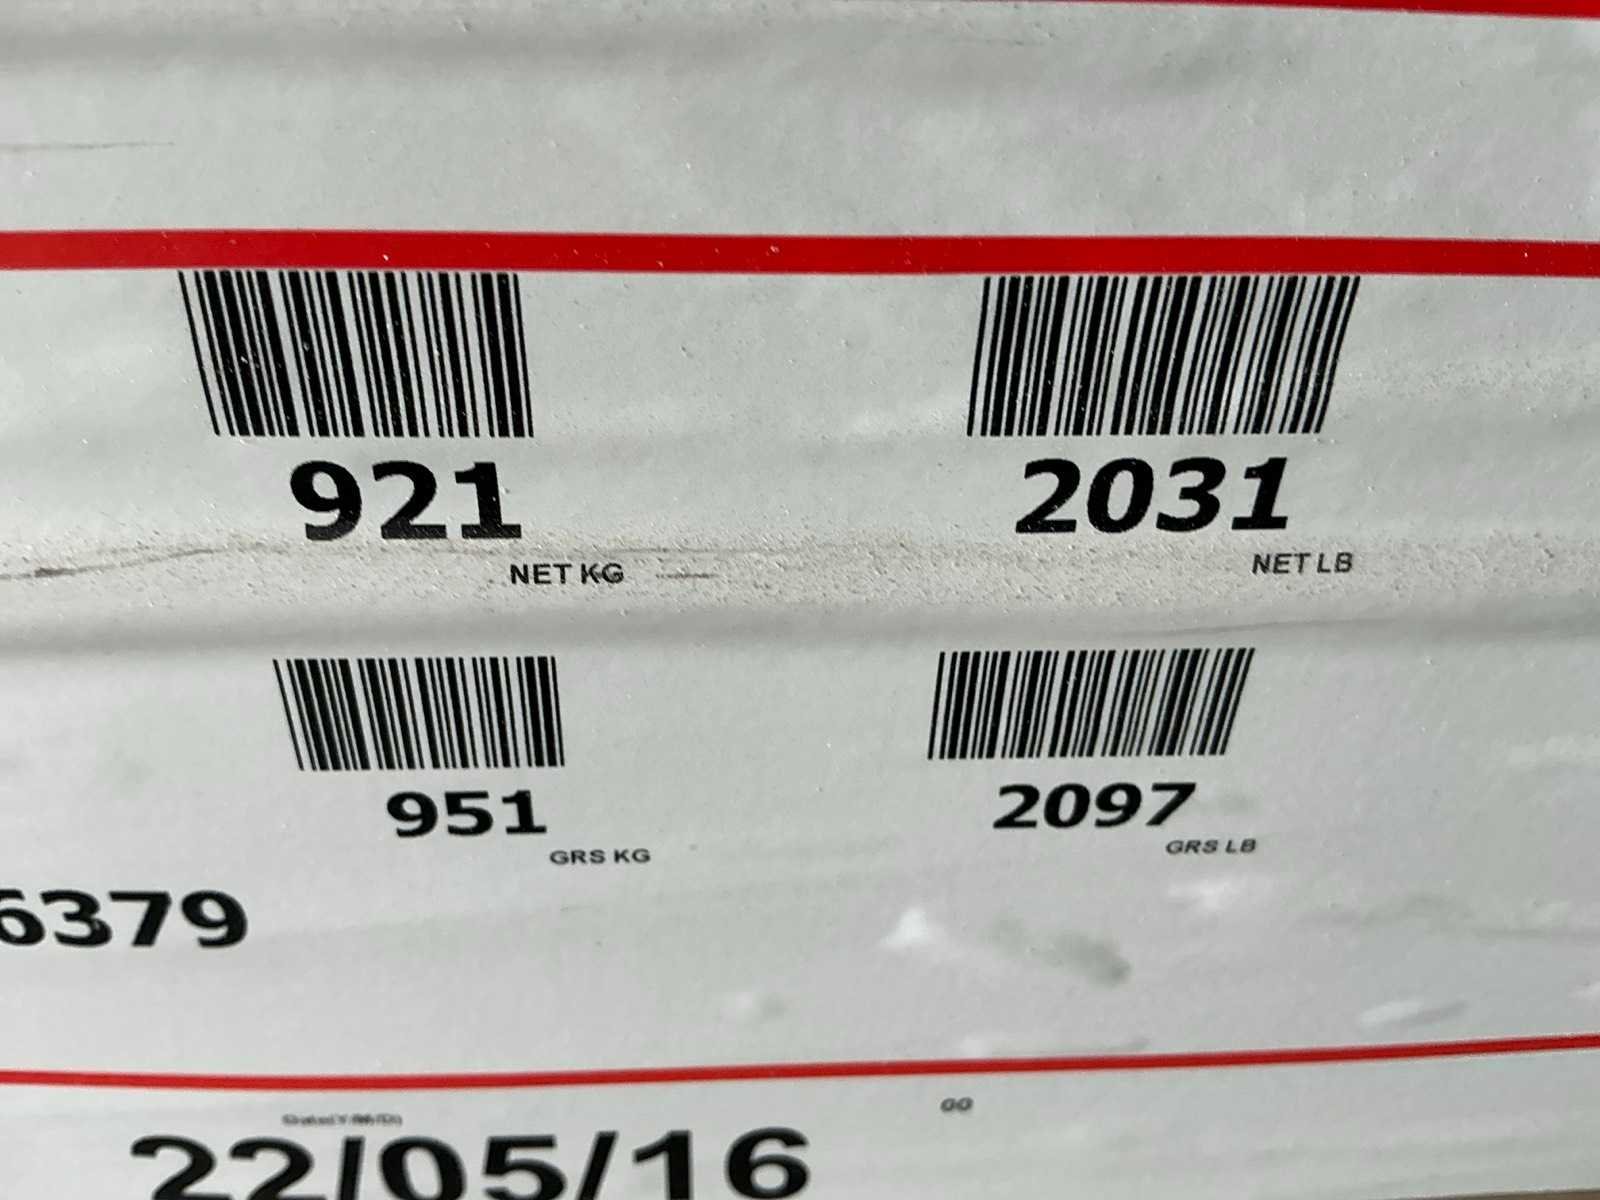 921 2031
NET KG NET LB
951 2097
GRS KG GRS LB
6379
22/05/16